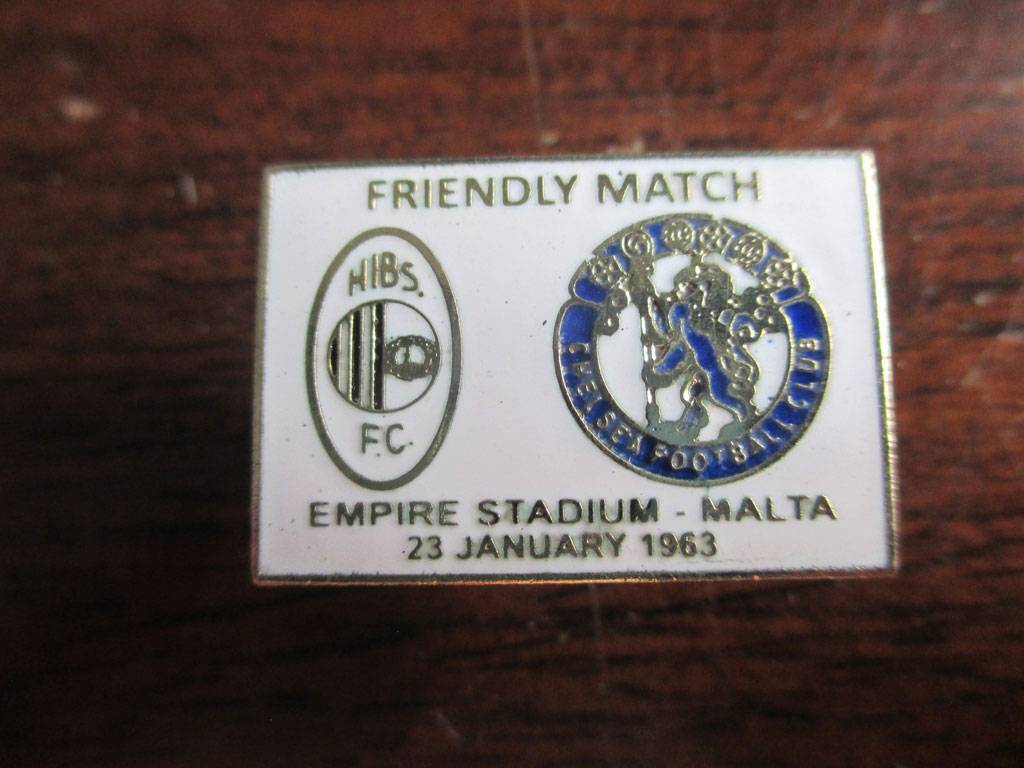 FRIENDLY MATCH
HIBS.
F.C.
CHELSEA FOOTBALL CLUB
EMPIRE STADIUM - MALTA
23 JANUARY 1963